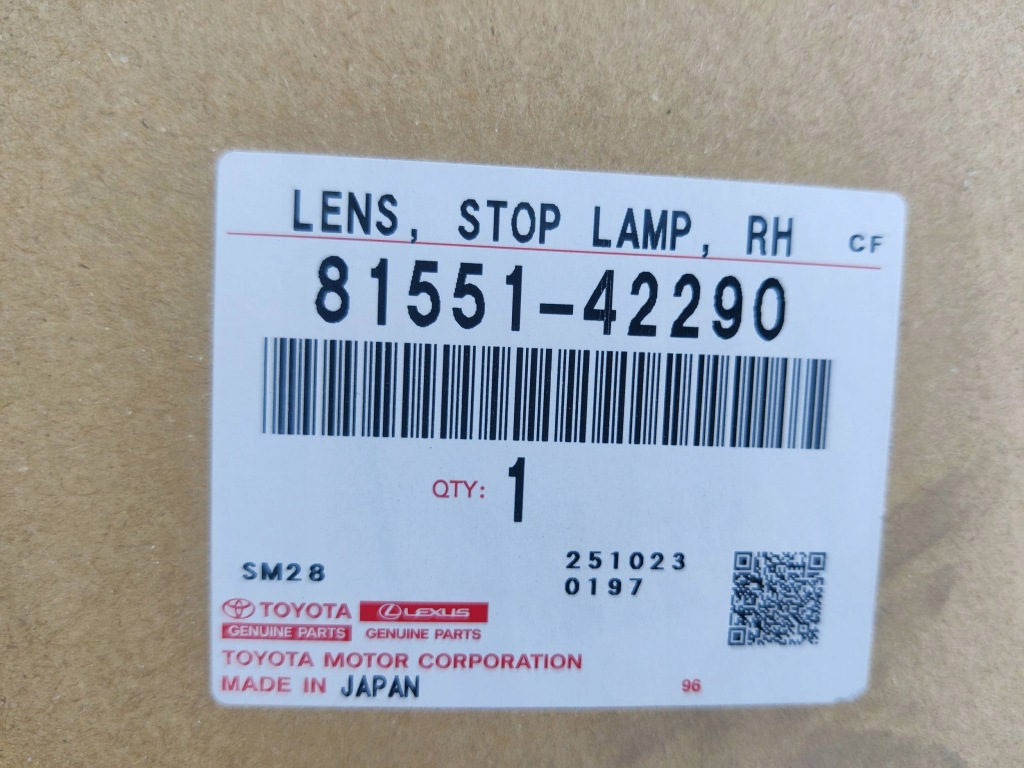 LENS, STOP LAMP, RH CF
81551-42290
QTY: 1
SM28
251023
0197
TOYOTA LEXUS
GENUINE PARTS GENUINE PARTS
TOYOTA MOTOR CORPORATION
MADE IN JAPAN 96